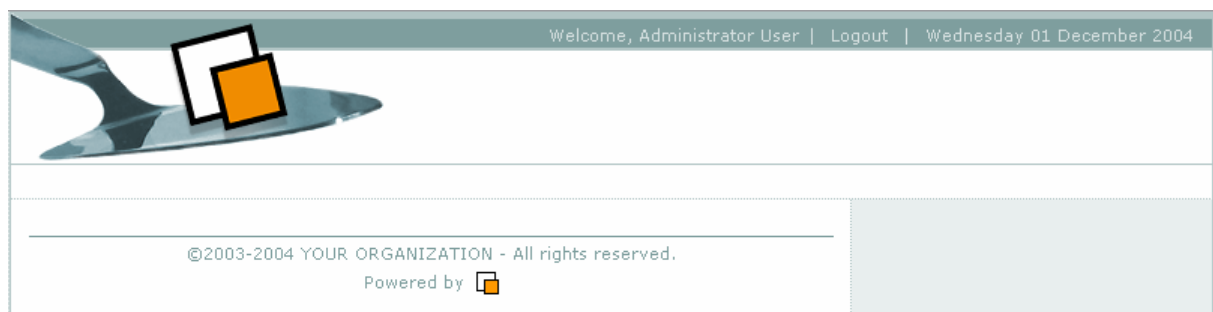 Welcome, Administrator User | Logout | Wednesday 01 December 2004
©2003-2004 YOUR ORGANIZATION - All rights reserved.
Powered by